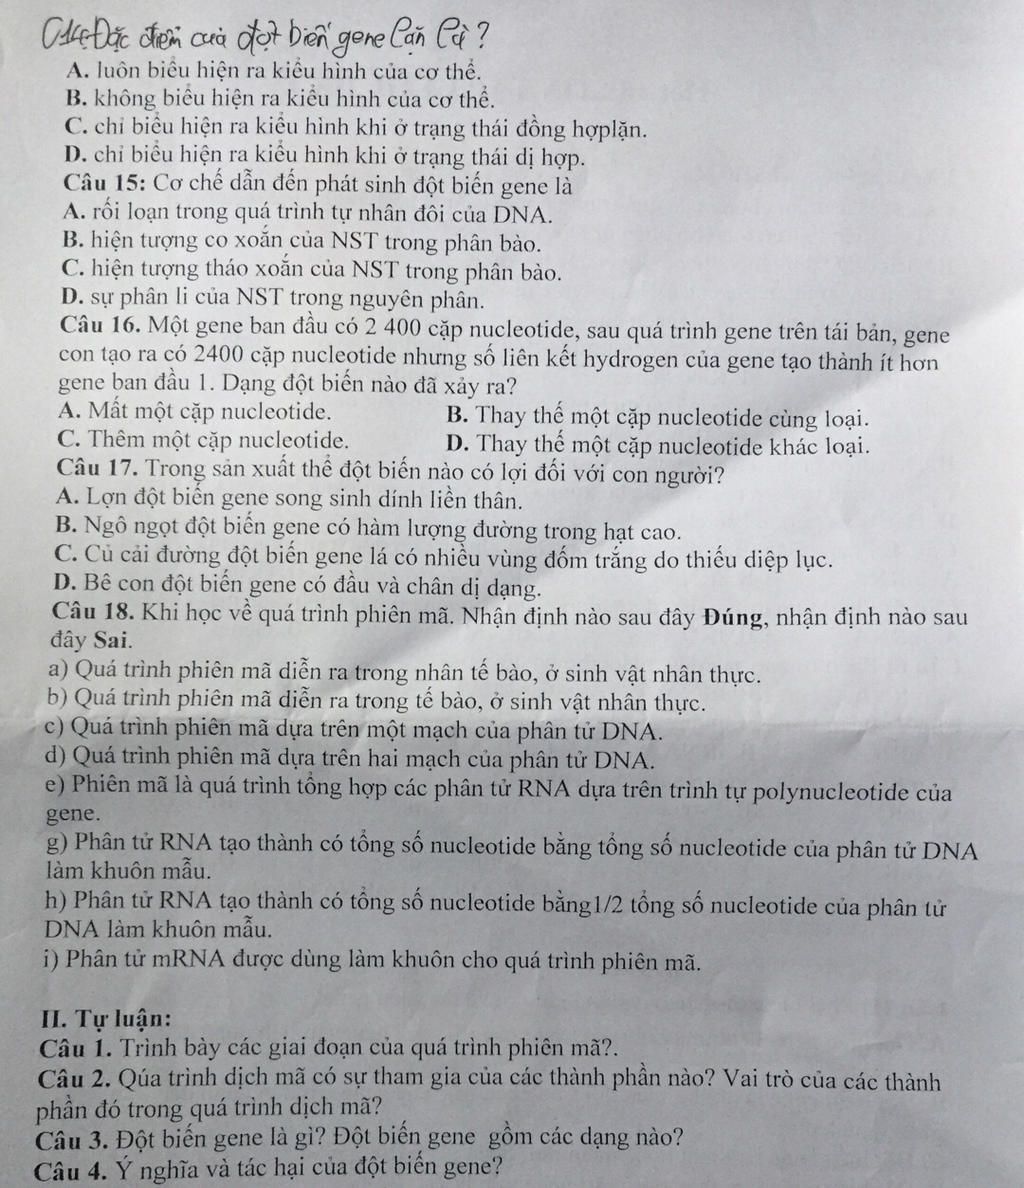 C14: Đặc điểm của đột biến gene lặn là?
A. luôn biểu hiện ra kiểu hình của cơ thể.
B. không biểu hiện ra kiểu hình của cơ thể.
C. chỉ biểu hiện ra kiểu hình khi ở trạng thái đồng hợplặn.
D. chỉ biểu hiện ra kiểu hình khi ở trạng thái dị hợp.
Câu 15: Cơ chế dẫn đến phát sinh đột biến gene là
A. rối loạn trong quá trình tự nhân đôi của DNA.
B. hiện tượng co xoắn của NST trong phân bào.
C. hiện tượng tháo xoắn của NST trong phân bào.
D. sự phân li của NST trong nguyên phân.
Câu 16. Một gene ban đầu có 2 400 cặp nucleotide, sau quá trình gene trên tái bản, gene
con tạo ra có 2400 cặp nucleotide nhưng số liên kết hydrogen của gene tạo thành ít hơn
gene ban đầu 1. Dạng đột biến nào đã xảy ra?
A. Mất một cặp nucleotide. B. Thay thế một cặp nucleotide cùng loại.
C. Thêm một cặp nucleotide. D. Thay thế một cặp nucleotide khác loại.
Câu 17. Trong sản xuất thể đột biến nào có lợi đối với con người?
A. Lợn đột biến gene song sinh dính liền thân.
B. Ngô ngọt đột biến gene có hàm lượng đường trong hạt cao.
C. Củ cải đường đột biến gene lá có nhiều vùng đốm trắng do thiếu diệp lục.
D. Bê con đột biến gene có đầu và chân dị dạng.
Câu 18. Khi học về quá trình phiên mã. Nhận định nào sau đây Đúng, nhận định nào sau
đây Sai.
a) Quá trình phiên mã diễn ra trong nhân tế bào, ở sinh vật nhân thực.
b) Quá trình phiên mã diễn ra trong tế bào, ở sinh vật nhân thực.
c) Quá trình phiên mã dựa trên một mạch của phân tử DNA.
d) Quá trình phiên mã dựa trên hai mạch của phân tử DNA.
e) Phiên mã là quá trình tổng hợp các phân tử RNA dựa trên trình tự polynucleotide của
gene.
g) Phân tử RNA tạo thành có tổng số nucleotide bằng tổng số nucleotide của phân tử DNA
làm khuôn mẫu.
h) Phân tử RNA tạo thành có tổng số nucleotide bằng1/2 tổng số nucleotide của phân tử
DNA làm khuôn mẫu.
i) Phân tử mRNA được dùng làm khuôn cho quá trình phiên mã.
II. Tự luận:
Câu 1. Trình bày các giai đoạn của quá trình phiên mã?.
Câu 2. Qúa trình dịch mã có sự tham gia của các thành phần nào? Vai trò của các thành
phần đó trong quá trình dịch mã?
Câu 3. Đột biến gene là gì? Đột biến gene gồm các dạng nào?
Câu 4. Ý nghĩa và tác hại của đột biến gene?